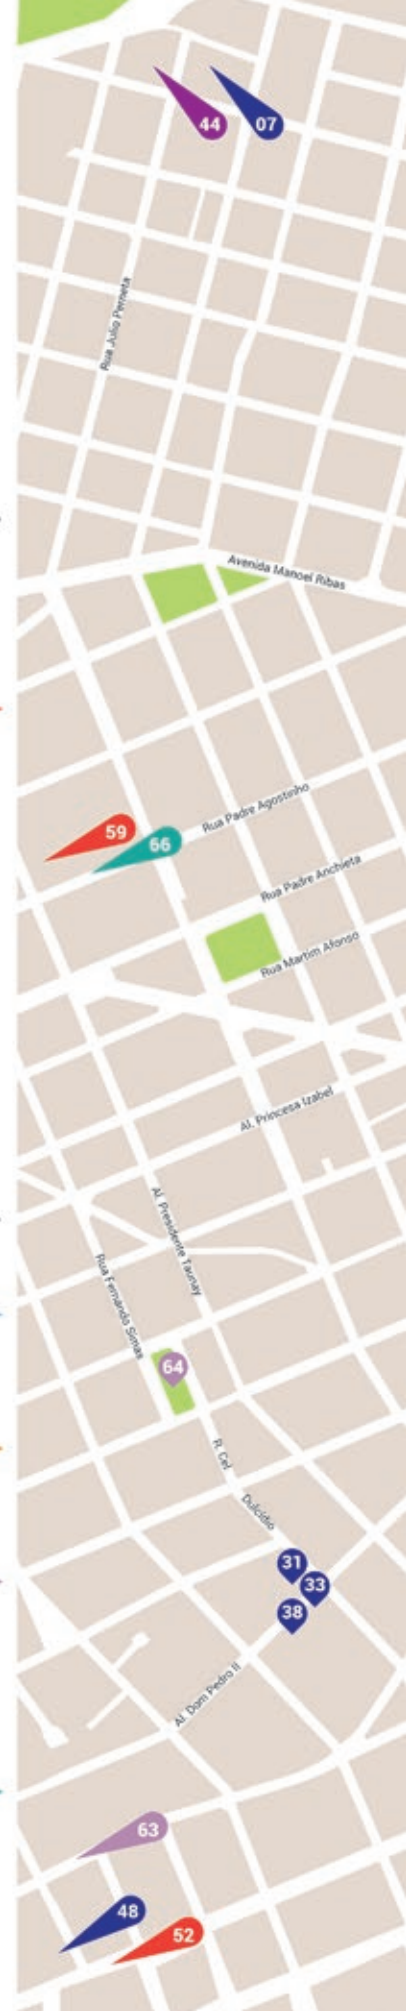 44
07
Rua Julio Perneta
Avenida Manoel Ribas
59
66
Rua Padre Agostinho
Rua Padre Anchieta
Rua Martim Afonso
Al. Princesa Izabel
Al. Presidente Taunay
Rua Fernando Simas
64
R. Cel
Dulcídio
31
33
38
Al. Dom Pedro II
63
48
52